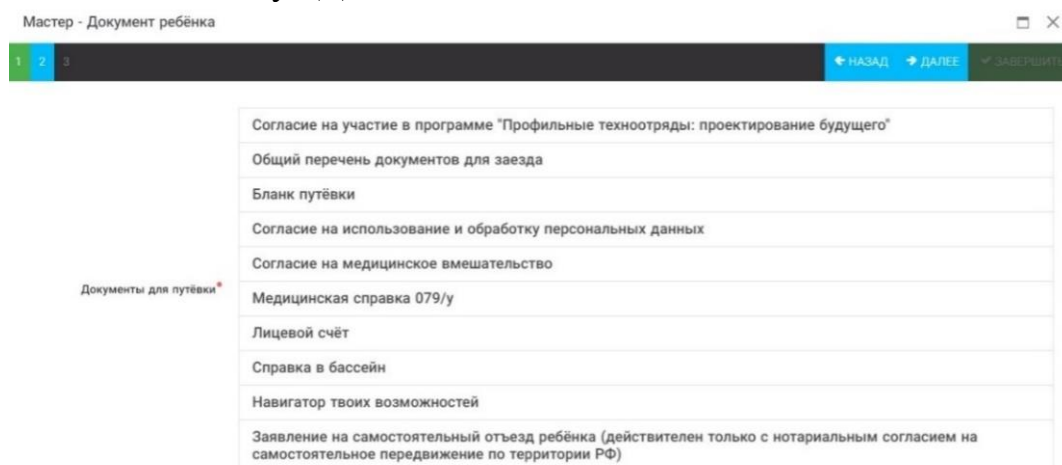 Мастер - Документ ребёнка
1 2 3
НАЗАД ДАЛЕЕ ЗАВЕРШИТЬ
Согласие на участие в программе "Профильные техноотряды: проектирование будущего"
Общий перечень документов для заезда
Бланк путёвки
Согласие на использование и обработку персональных данных
Согласие на медицинское вмешательство
Документы для путёвки*
Медицинская справка 079/у
Лицевой счёт
Справка в бассейн
Навигатор твоих возможностей
Заявление на самостоятельный отъезд ребёнка (действителен только с нотариальным согласием на
самостоятельное передвижение по территории РФ)